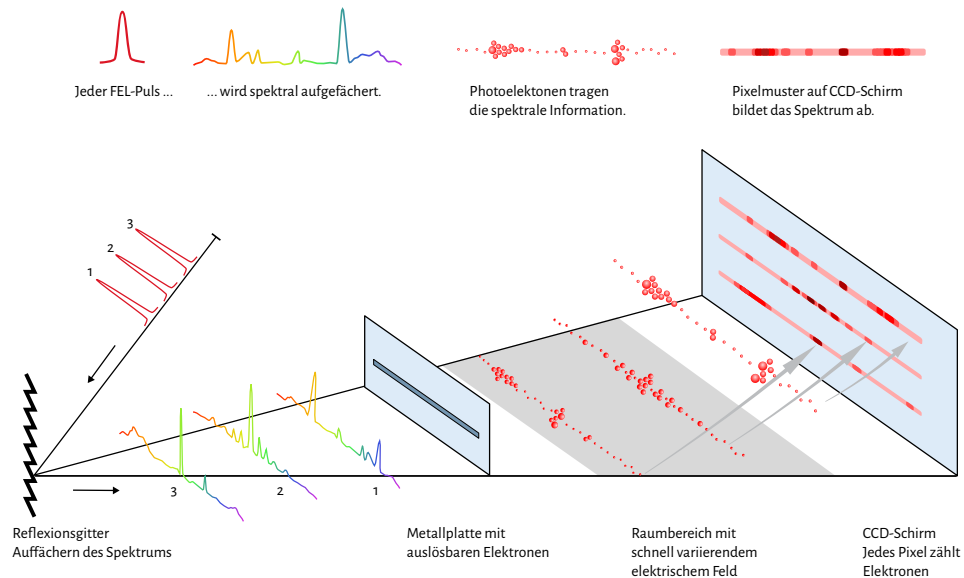 Jeder FEL-Puls ...
... wird spektral aufgefächert.
Photoelektonen tragen
die spektrale Information.
Pixelmuster auf CCD-Schirm
bildet das Spektrum ab.
3
2
1
3
2
1
Reflexionsgitter
Auffächern des Spektrums
Metallplatte mit
auslösbaren Elektronen
Raumbereich mit
schnell variierendem
elektrischem Feld
CCD-Schirm
Jedes Pixel zählt
Elektronen